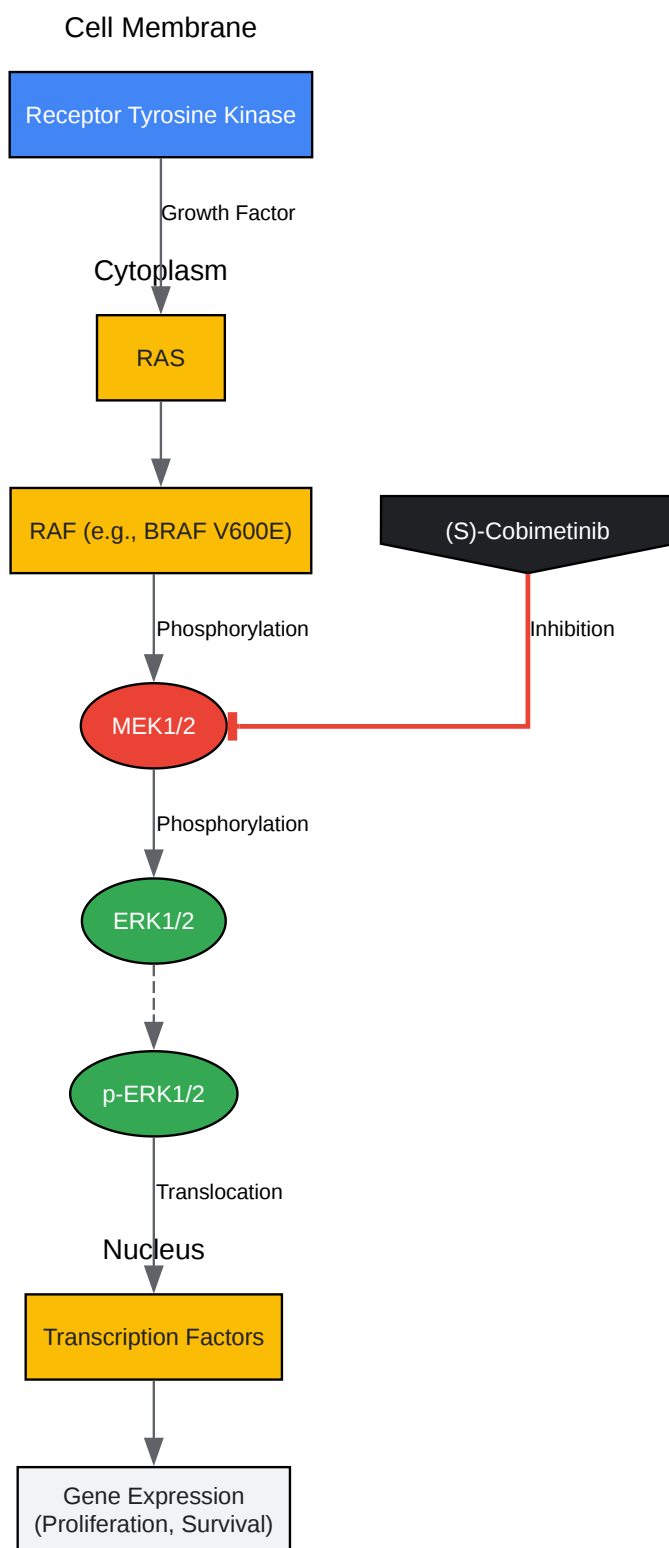 Cell Membrane
Receptor Tyrosine Kinase
Growth Factor
Cytoplasm
RAS
RAF (e.g., BRAF V600E)
(S)-Cobimetinib
Phosphorylation
Inhibition
MEK1/2
Phosphorylation
ERK1/2
p-ERK1/2
Translocation
Nucleus
Transcription Factors
Gene Expression
(Proliferation, Survival)